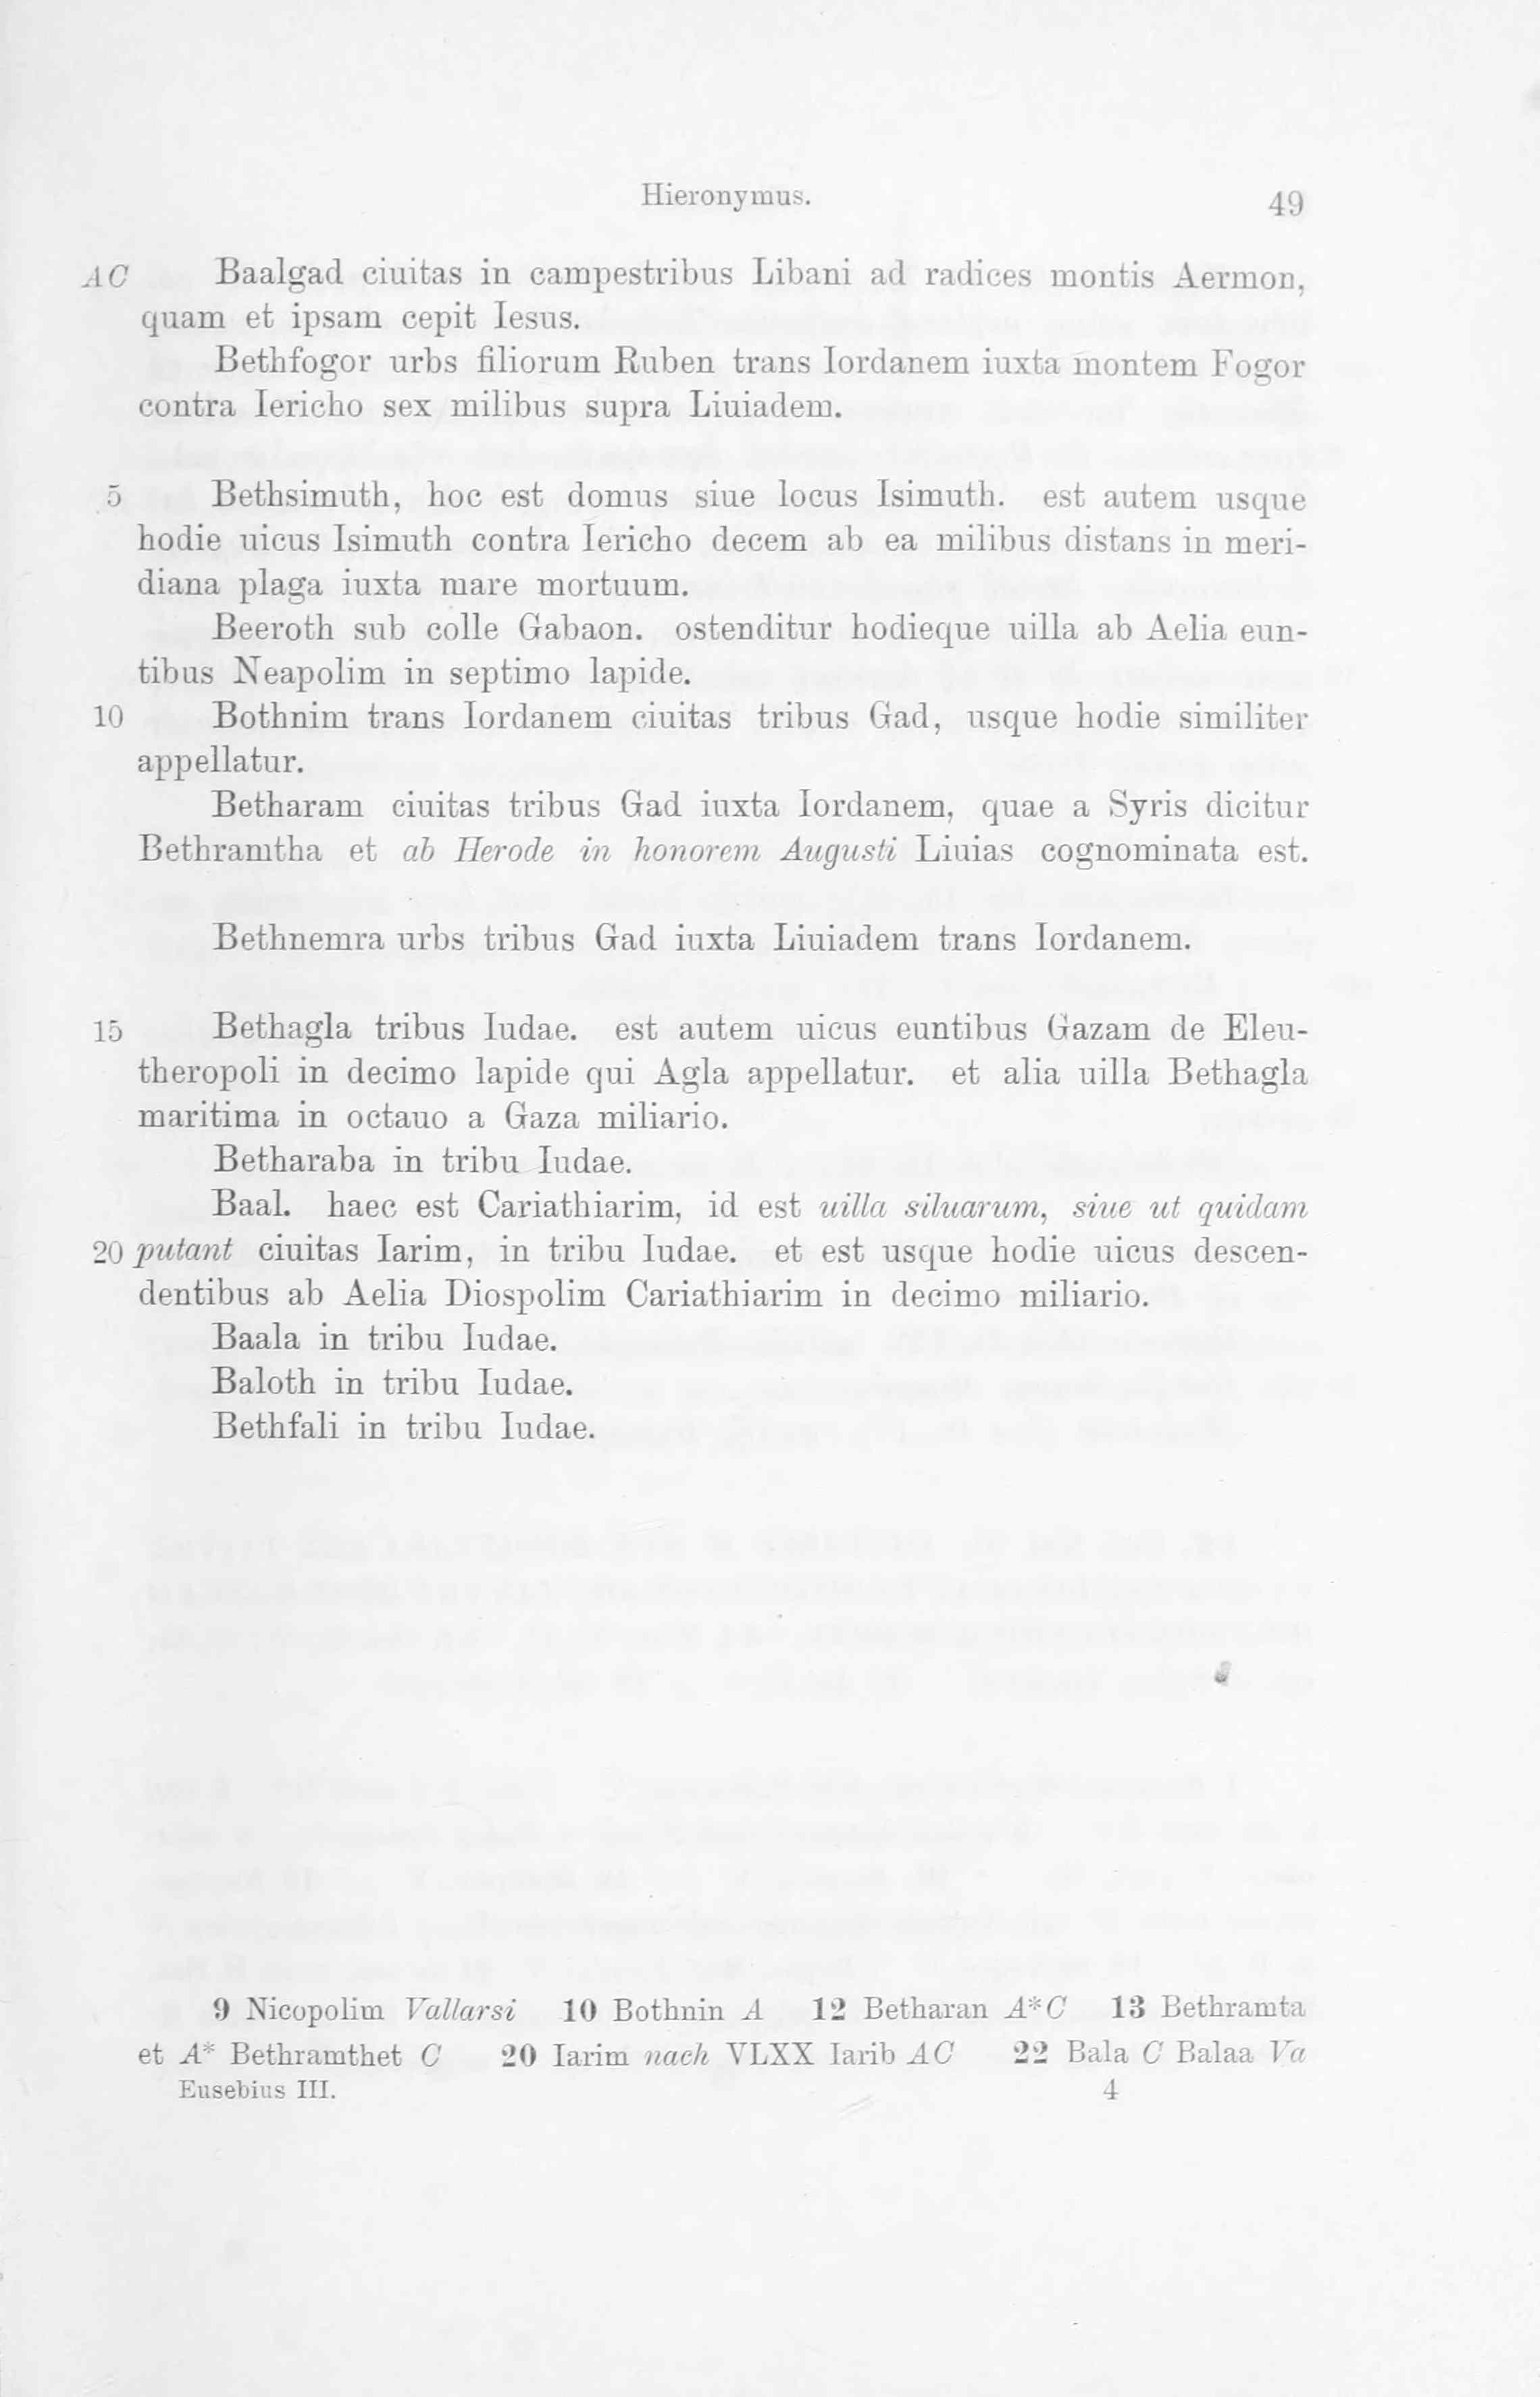 Hieronymus. 49
AC Baalgad ciuitas in campestribus Libani ad radices montis Aermon,
quam et ipsam cepit Iesus.
Bethfogor urbs filiorum Ruben trans Iordanem iuxta montem Fogor
contra Iericho sex milibus supra Liuiadem.
5 Bethsimuth, hoc est domus siue locus Isimuth. est autem usque
hodie uicus Isimuth contra Iericho decem ab ea milibus distans in meri-
diana plaga iuxta mare mortuum.
Beeroth sub colle Gabaon. ostenditur hodieque uilla ab Aelia eun-
tibus Neapolim in septimo lapide.
10 Bothnim trans Iordanem ciuitas tribus Gad, usque hodie similiter
appellatur.
Betharam ciuitas tribus Gad iuxta Iordanem, quae a Syris dicitur
Bethramtha et ab Herode in honorem Augusti Liuias cognominata est.
Bethnemra urbs tribus Gad iuxta Liuiadem trans Iordanem.
15 Bethagla tribus Iudae. est autem uicus euntibus Gazam de Eleu-
theropoli in decimo lapide qui Agla appellatur. et alia uilla Bethagla
maritima in octauo a Gaza miliario.
Betharaba in tribu Iudae.
Baal. haec est Cariathiarim, id est uilla siluarum, siue ut quidam
20 putant ciuitas Iarim, in tribu Iudae. et est usque hodie uicus descen-
dentibus ab Aelia Diospolim Cariathiarim in decimo miliario.
Baala in tribu Iudae.
Baloth in tribu Iudae.
Bethfali in tribu Iudae.
9 Nicopolim Vallarsi 10 Bothnin A 12 Betharan A*C 13 Bethramta
et A* Bethramthet C 20 Iarim nach VLXX Iarib AC 22 Bala C Balaa Va
Eusebius III. 4